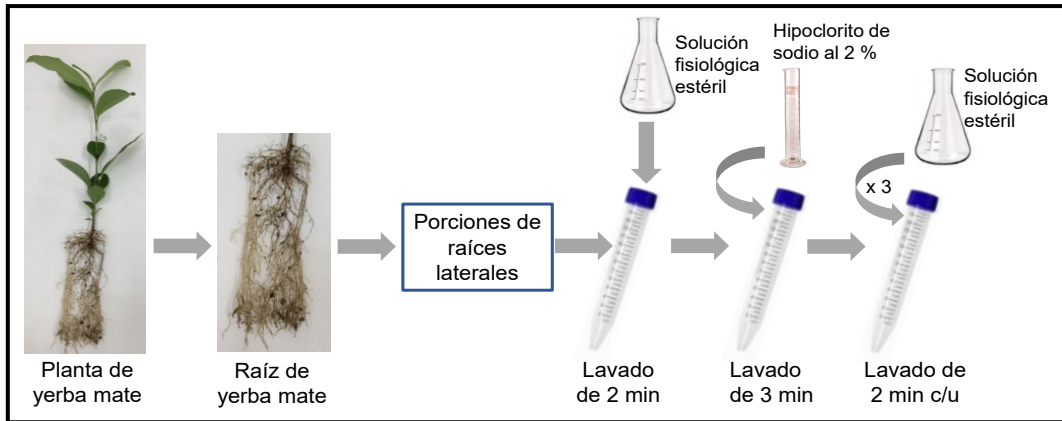 Planta de
yerba mate
Raíz de
yerba mate
Porciones de
raíces
laterales
Solución
fisiológica
estéril
Lavado
de 2 min
Hipoclorito de
sodio al 2 %
Lavado
de 3 min
Solución
fisiológica
estéril
x 3
Lavado de
2 min c/u